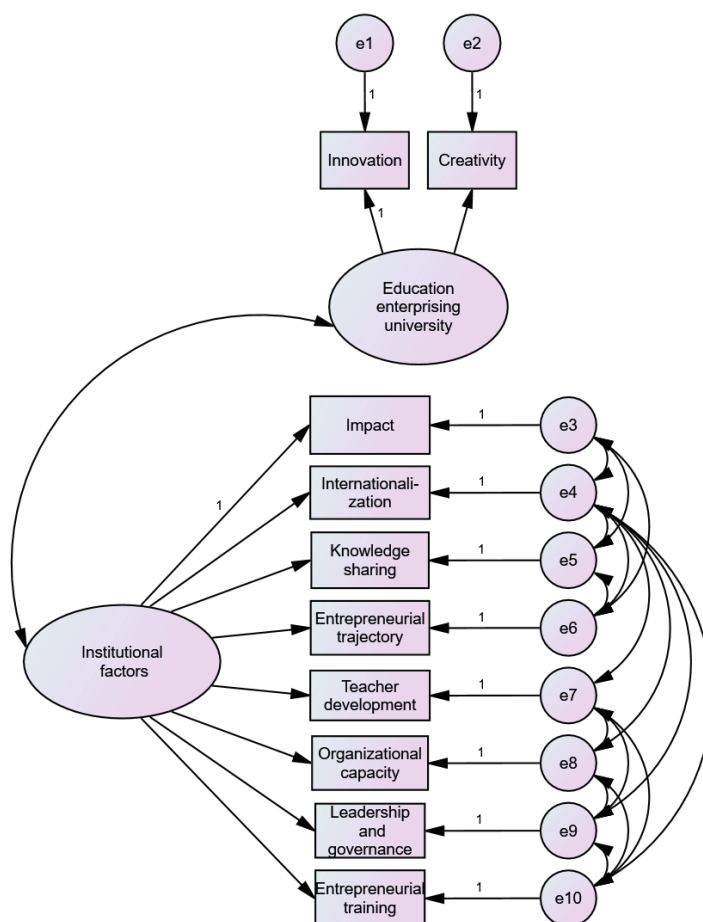 e1
e2
1
1
Innovation
Creativity
1
Education
enterprising
university
Impact
1
e3
1
Internationali-
zation
1
e4
Knowledge
sharing
1
e5
Entrepreneurial
trajectory
1
e6
Institutional
factors
Teacher
development
1
e7
Organizational
capacity
1
e8
Leadership
and
governance
1
e9
Entrepreneurial
training
1
e10